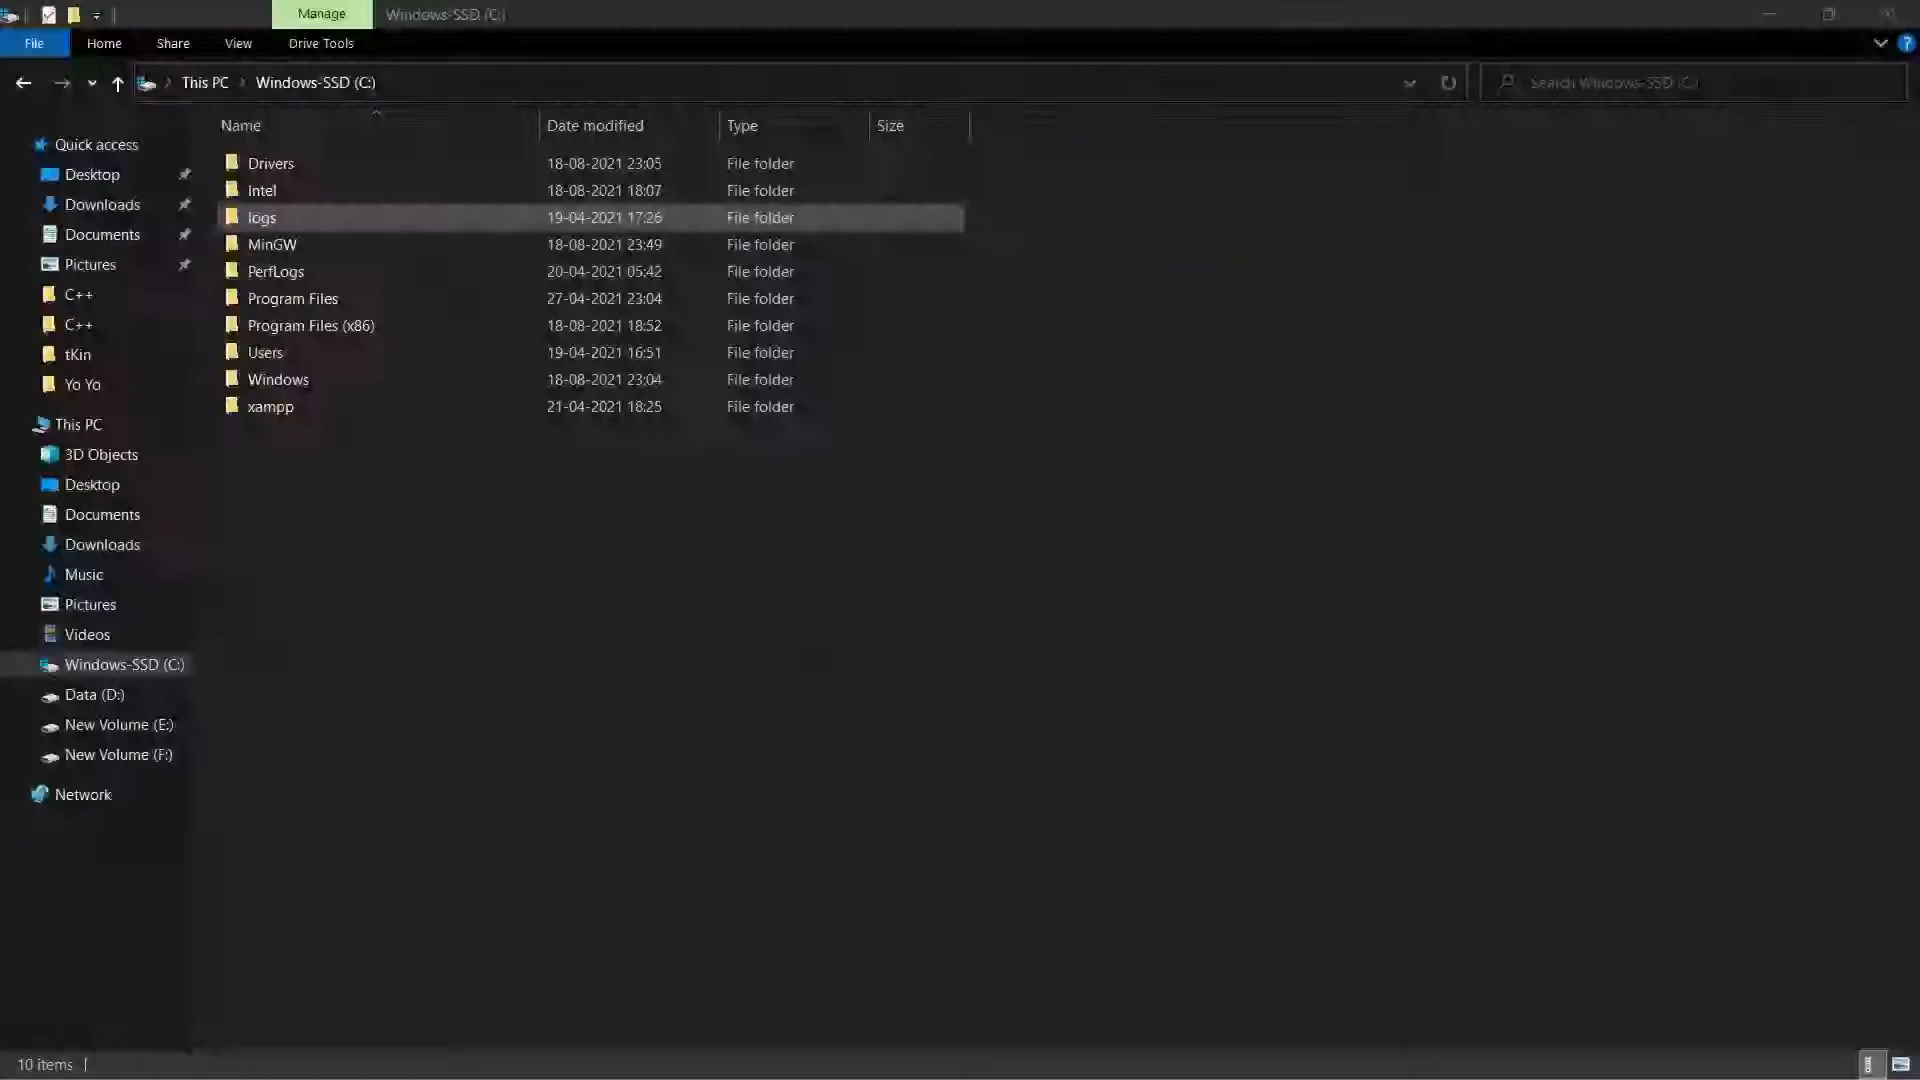 Manage Windows-SSD (C:)
File Home Share View Drive Tools
This PC Windows-SSD (C:) Search Windows-SSD (C:)
Name Date modified Type Size
Quick access
Desktop
Downloads
Documents
Pictures
C++
C++
tKin
Yo Yo
This PC
3D Objects
Desktop
Documents
Downloads
Music
Pictures
Videos
Windows-SSD (C:)
Data (D:)
New Volume (E:)
New Volume (F:)
Network
Drivers 18-08-2021 23:05 File folder
Intel 18-08-2021 18:07 File folder
logs 19-04-2021 17:26 File folder
MinGW 18-08-2021 23:49 File folder
PerfLogs 20-04-2021 05:42 File folder
Program Files 27-04-2021 23:04 File folder
Program Files (x86) 18-08-2021 18:52 File folder
Users 19-04-2021 16:51 File folder
Windows 18-08-2021 23:04 File folder
xampp 21-04-2021 18:25 File folder
10 items